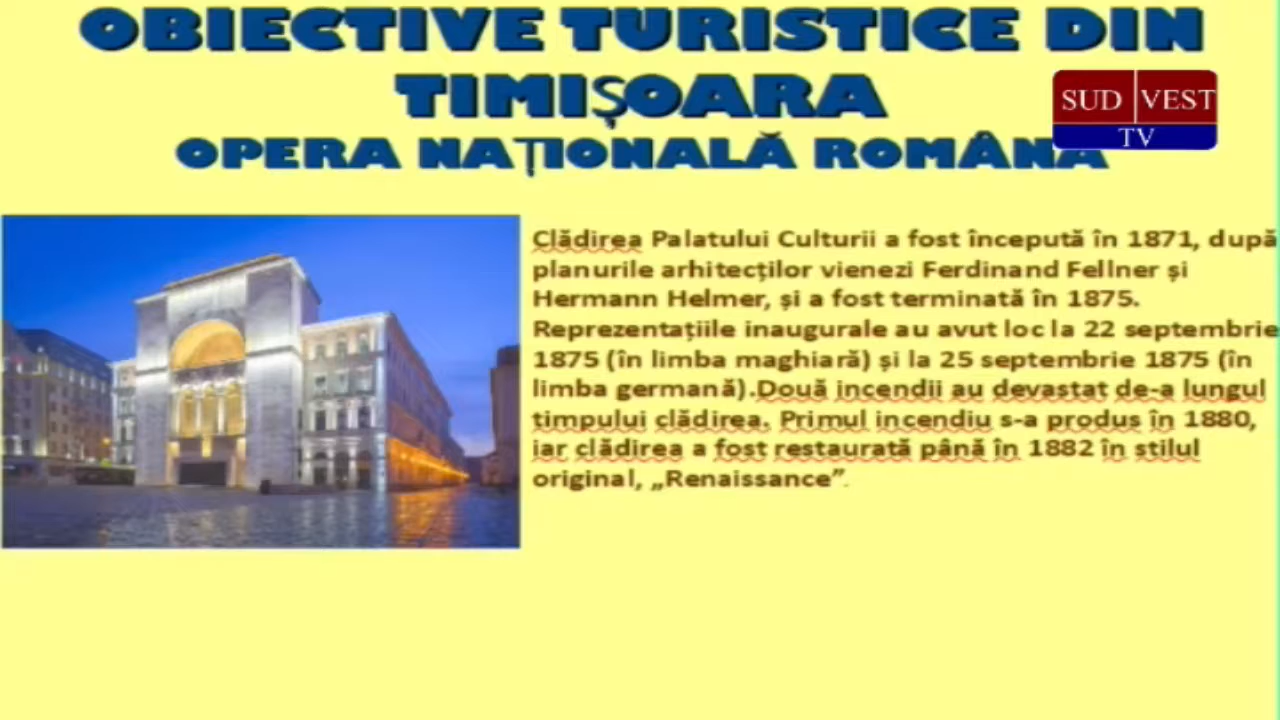 OBIECTIVE TURISTICE DIN
TIMIȘOARA
OPERA NAȚIONALĂ ROMÂNĂ
SUD VEST
TV
Clădirea Palatului Culturii a fost începută în 1871, după
planurile arhitecților vienezi Ferdinand Fellner și
Hermann Helmer, și a fost terminată în 1875.
Reprezentațiile inaugurale au avut loc la 22 septembrie
1875 (în limba maghiară) și la 25 septembrie 1875 (în
limba germană).Două incendii au devastat de-a lungul
timpului clădirea. Primul incendiu s-a produs în 1880,
iar clădirea a fost restaurată până în 1882 în stilul
original, „Renaissance”.